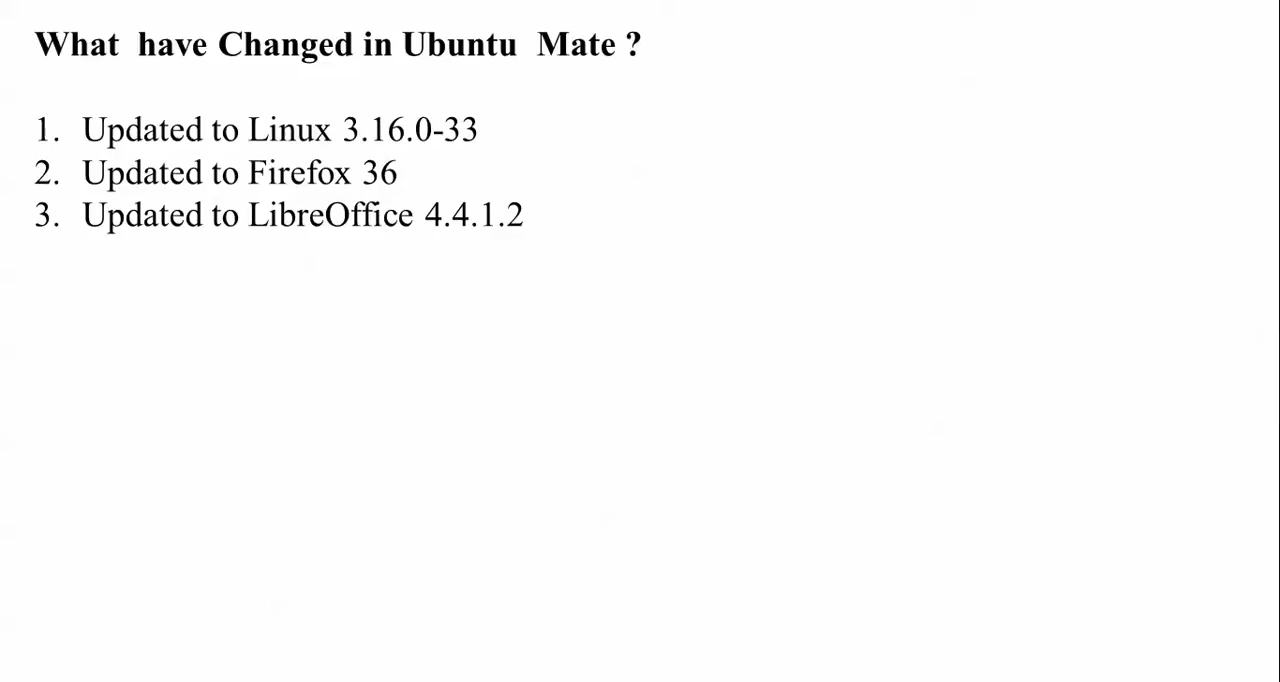 What have Changed in Ubuntu Mate ?
1. Updated to Linux 3.16.0-33
2. Updated to Firefox 36
3. Updated to LibreOffice 4.4.1.2